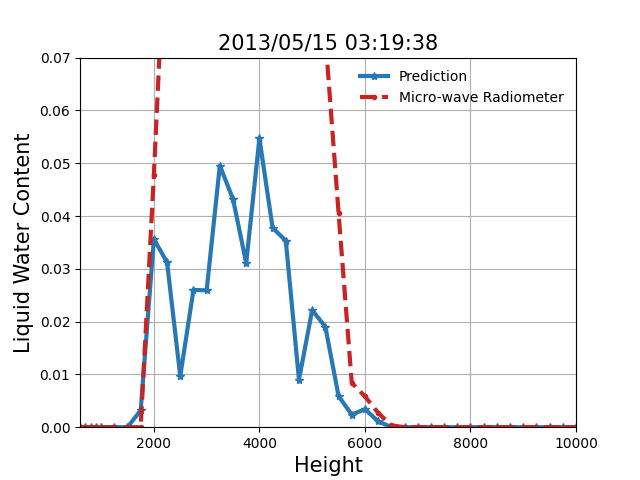 2013/05/15 03:19:38
Prediction
Micro-wave Radiometer
Liquid Water Content
0.07
0.06
0.05
0.04
0.03
0.02
0.01
0.00
2000 4000 6000 8000 10000
Height